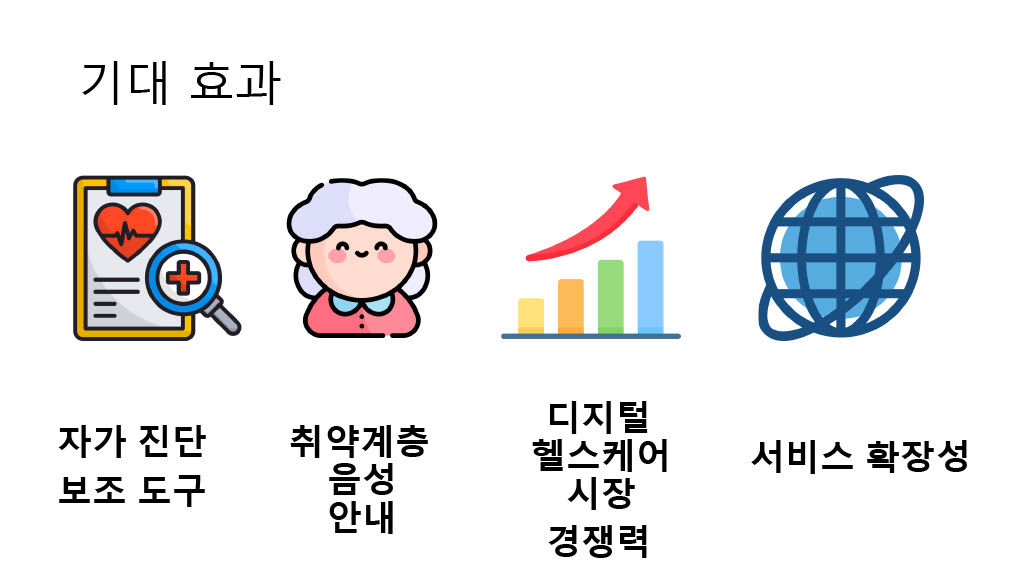 기대 효과
자가 진단
보조 도구
취약계층
음성
안내
디지털
헬스케어
시장
경쟁력
서비스 확장성